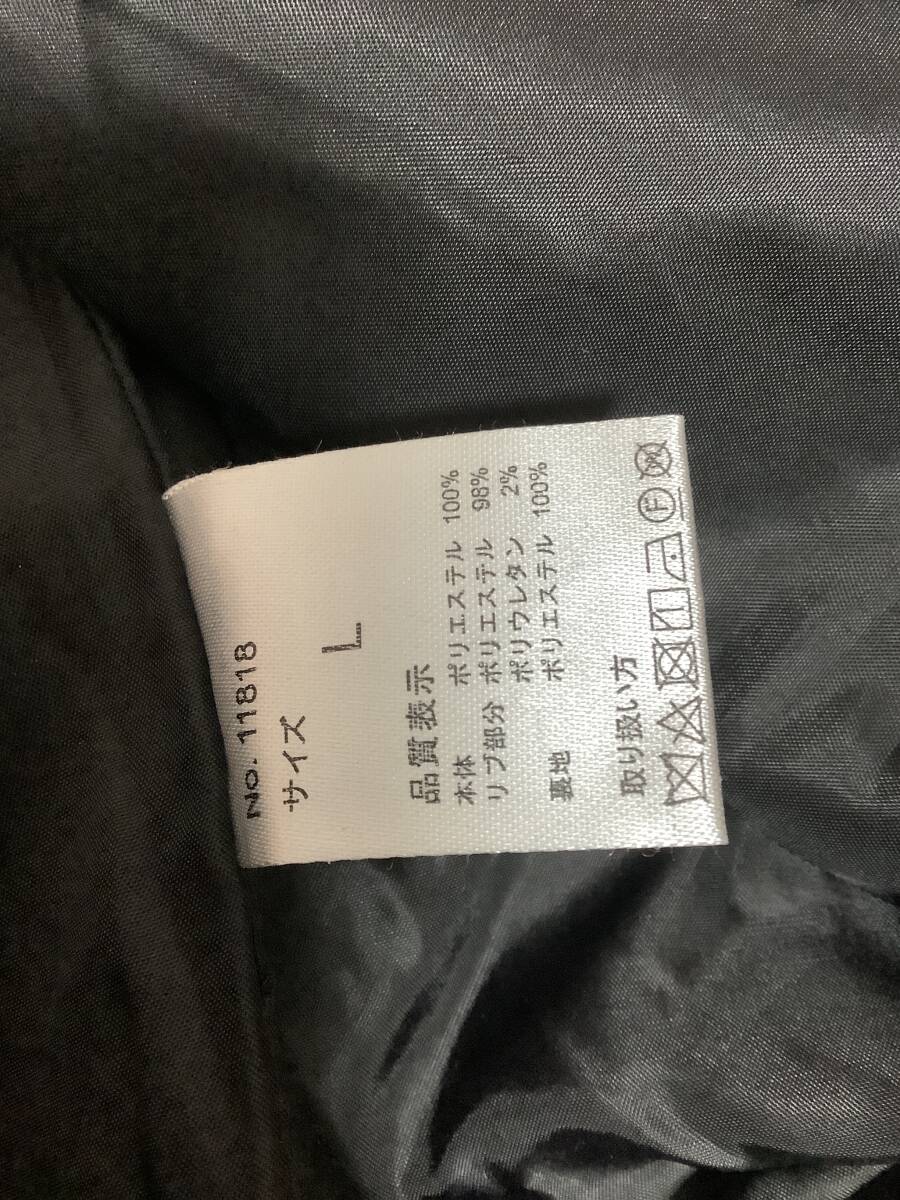 No. 11818
サイズ
L
品質表示
本体 ポリエステル 100%
リブ部分 ポリエステル 98%
ポリウレタン 2%
裏地 ポリエステル 100%
取り扱い方
F